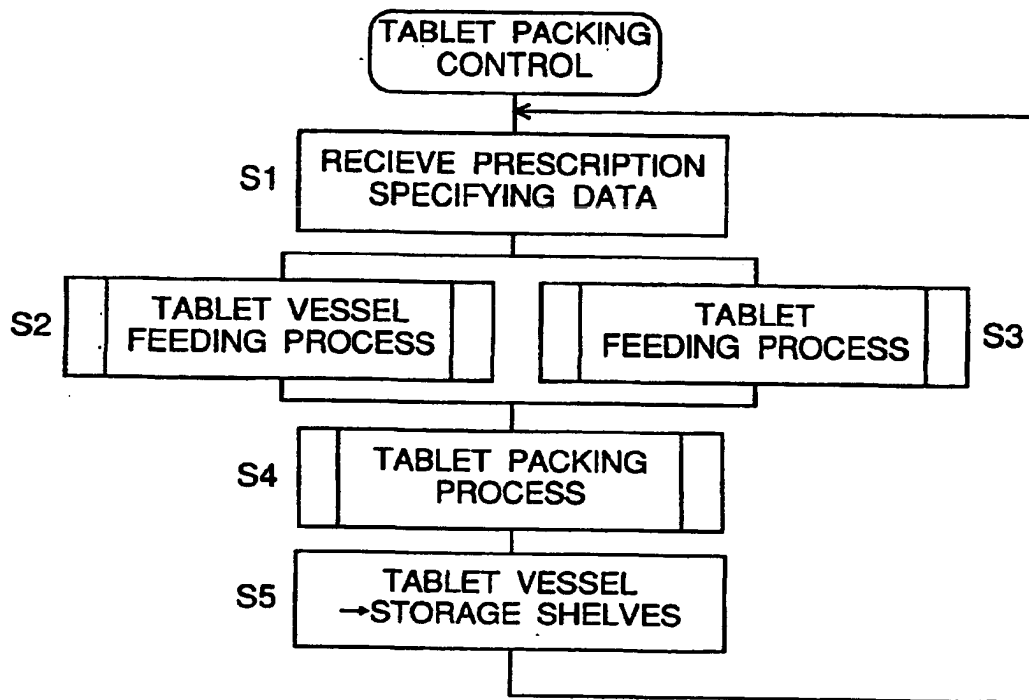 TABLET PACKING
CONTROL
S1
RECIEVE PRESCRIPTION
SPECIFYING DATA
S2
TABLET VESSEL
FEEDING PROCESS
TABLET
FEEDING PROCESS
S3
S4
TABLET PACKING
PROCESS
S5
TABLET VESSEL
→STORAGE SHELVES